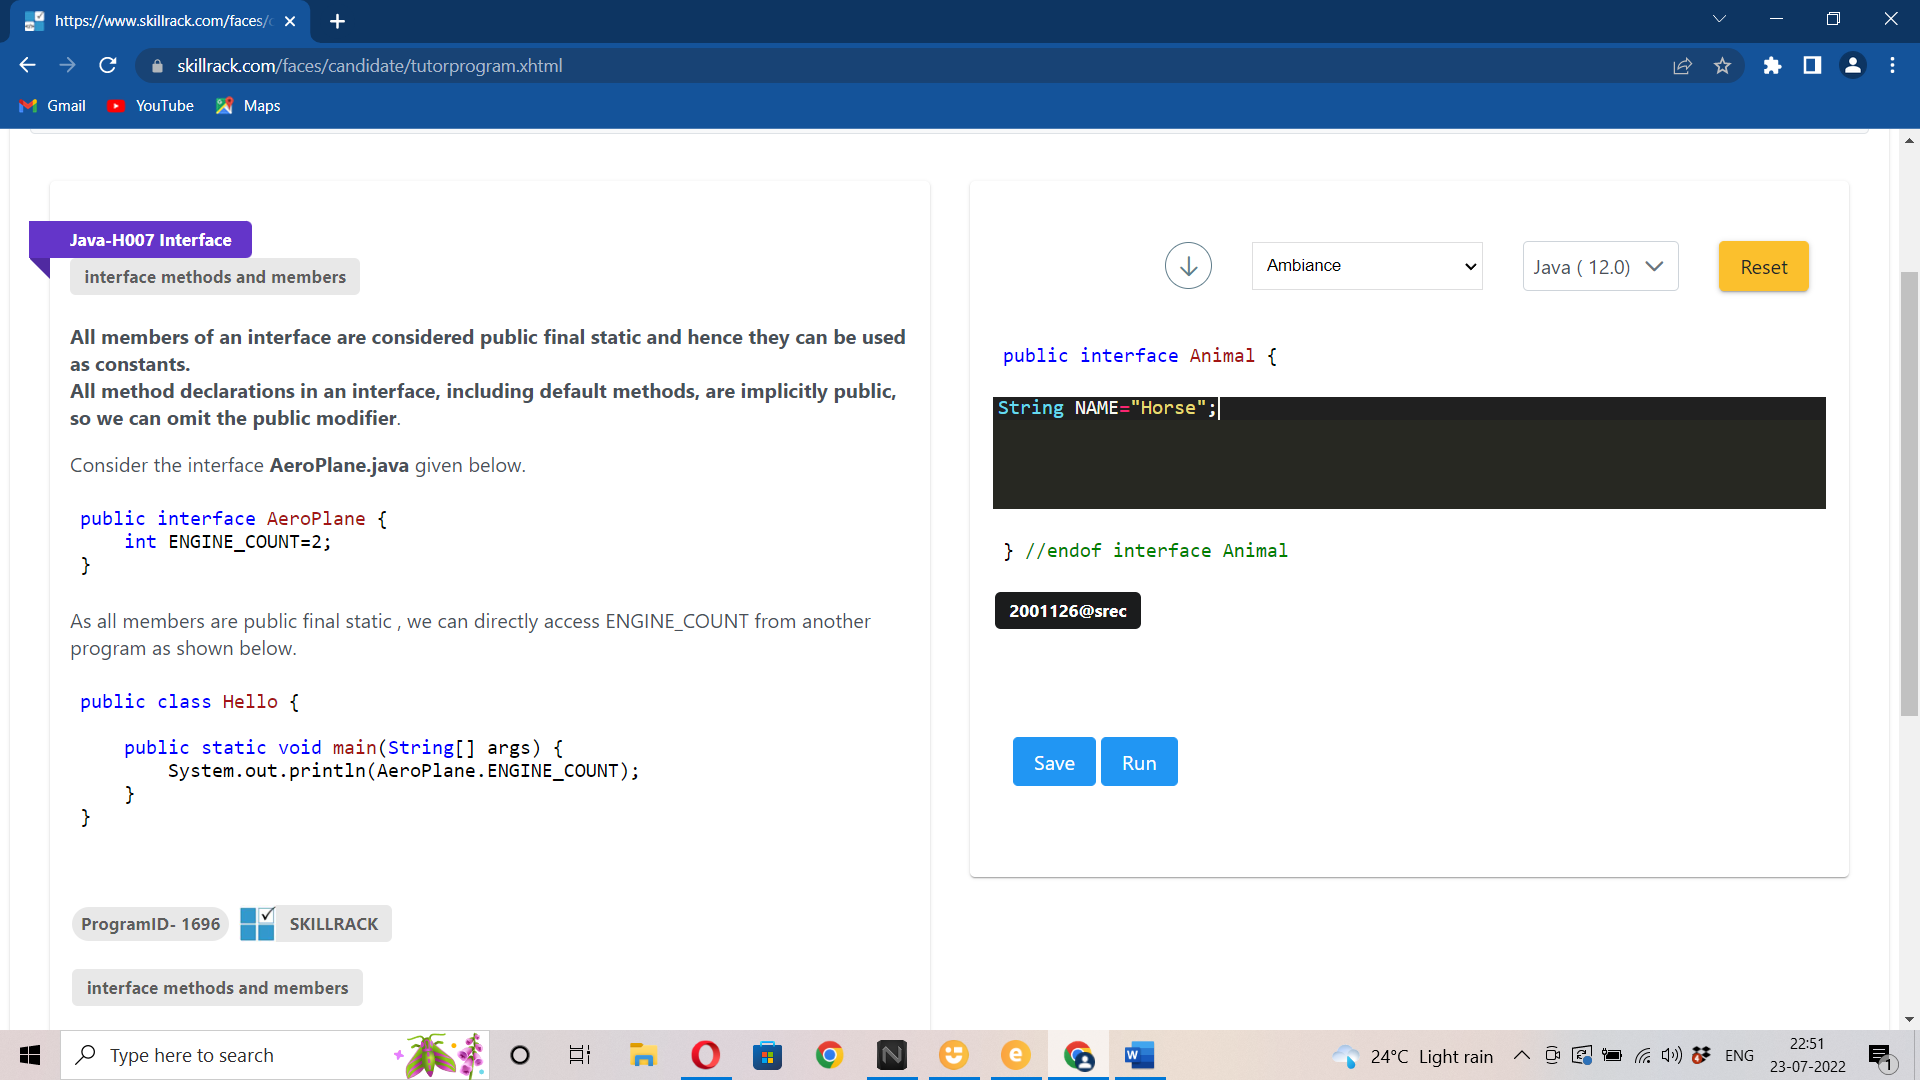 https://www.skillrack.com/faces/c
skillrack.com/faces/candidate/tutorprogram.xhtml
Gmail
YouTube
Maps
Java-H007 Interface
interface methods and members
All members of an interface are considered public final static and hence they can be used
as constants.
All method declarations in an interface, including default methods, are implicitly public,
so we can omit the public modifier.
Consider the interface AeroPlane.java given below.
public interface AeroPlane {
int ENGINE_COUNT=2;
}
As all members are public final static , we can directly access ENGINE_COUNT from another
program as shown below.
public class Hello {
public static void main(String[] args) {
System.out.println(AeroPlane.ENGINE_COUNT);
}
}
ProgramID- 1696
SKILLRACK
interface methods and members
Ambiance
Java ( 12.0)
Reset
public interface Animal {
String NAME="Horse";
} //endof interface Animal
2001126@srec
Save
Run
Type here to search
24°C Light rain
ENG
22:51
23-07-2022
1